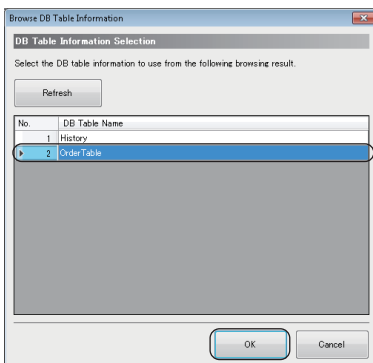 Browse DB Table Information
DB Table Information Selection
Select the DB table information to use from the following browsing result.
Refresh
No. DB Table Name
1 History
2 OrderTable
OK Cancel